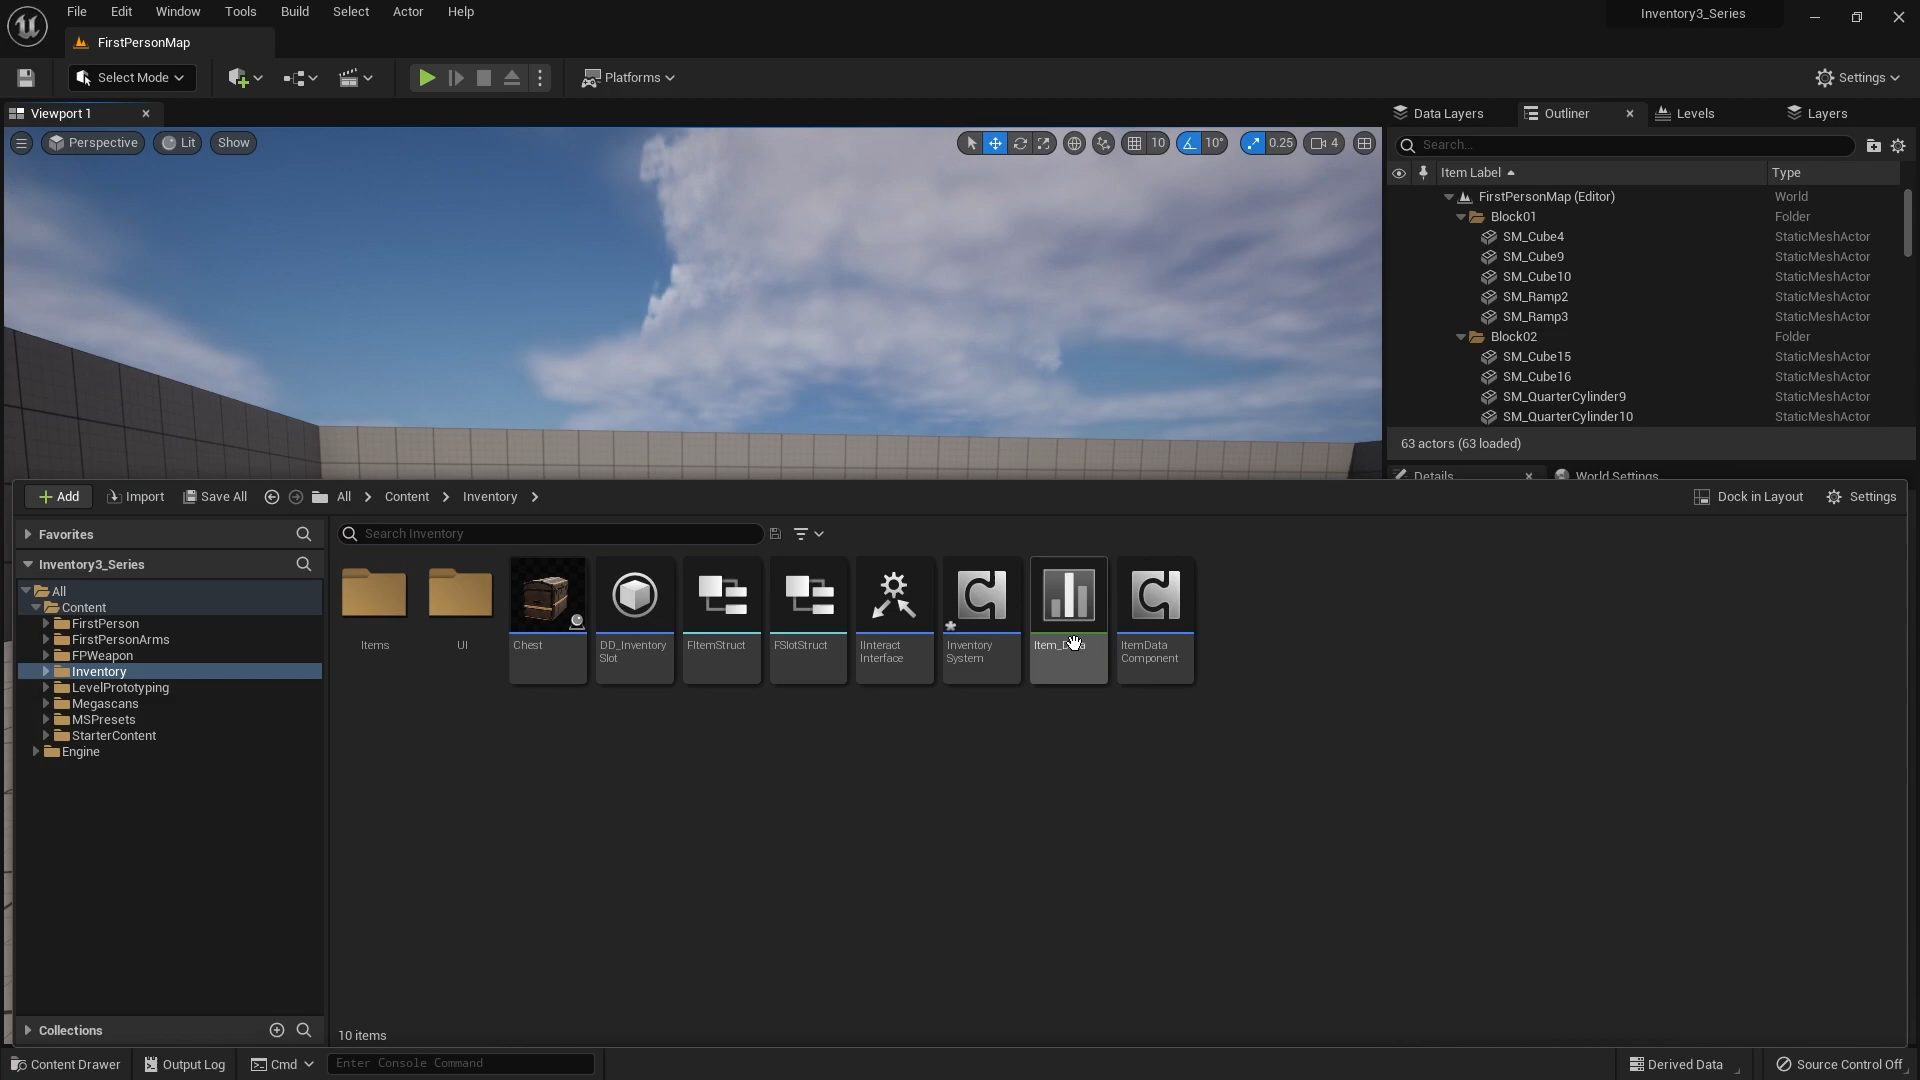 File Edit Window Tools Build Select Actor Help
Inventory3_Series
FirstPersonMap
Select Mode
Platforms
Settings
Viewport 1
Perspective
Lit
Show
10
10°
0.25
4
Data Layers
Outliner
Levels
Layers
Search...
Item Label
Type
FirstPersonMap (Editor) World
Block01 Folder
SM_Cube4 StaticMeshActor
SM_Cube9 StaticMeshActor
SM_Cube10 StaticMeshActor
SM_Ramp2 StaticMeshActor
SM_Ramp3 StaticMeshActor
Block02 Folder
SM_Cube15 StaticMeshActor
SM_Cube16 StaticMeshActor
SM_QuarterCylinder9 StaticMeshActor
SM_QuarterCylinder10 StaticMeshActor
63 actors (63 loaded)
Details
World Settings
Add
Import
Save All
All
Content
Inventory
Dock in Layout
Settings
Favorites
Inventory3_Series
All
Content
FirstPerson
FirstPersonArms
FPWeapon
Inventory
LevelPrototyping
Megascans
MSPresets
StarterContent
Engine
Collections
Search Inventory
Items
UI
Chest
DD_Inventory
Slot
FItemStruct
FSlotStruct
IInteract
Interface
Inventory
System
ItemData
Component
10 items
Content Drawer
Output Log
Cmd
Enter Console Command
Derived Data
Source Control Off